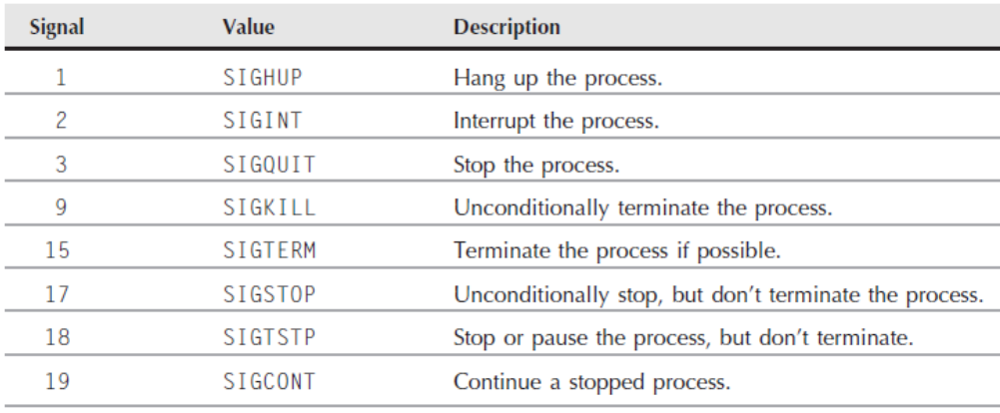 Signal Value Description
1 SIGHUP Hang up the process.
2 SIGINT Interrupt the process.
3 SIGQUIT Stop the process.
9 SIGKILL Unconditionally terminate the process.
15 SIGTERM Terminate the process if possible.
17 SIGSTOP Unconditionally stop, but don’t terminate the process.
18 SIGTSTP Stop or pause the process, but don’t terminate.
19 SIGCONT Continue a stopped process.